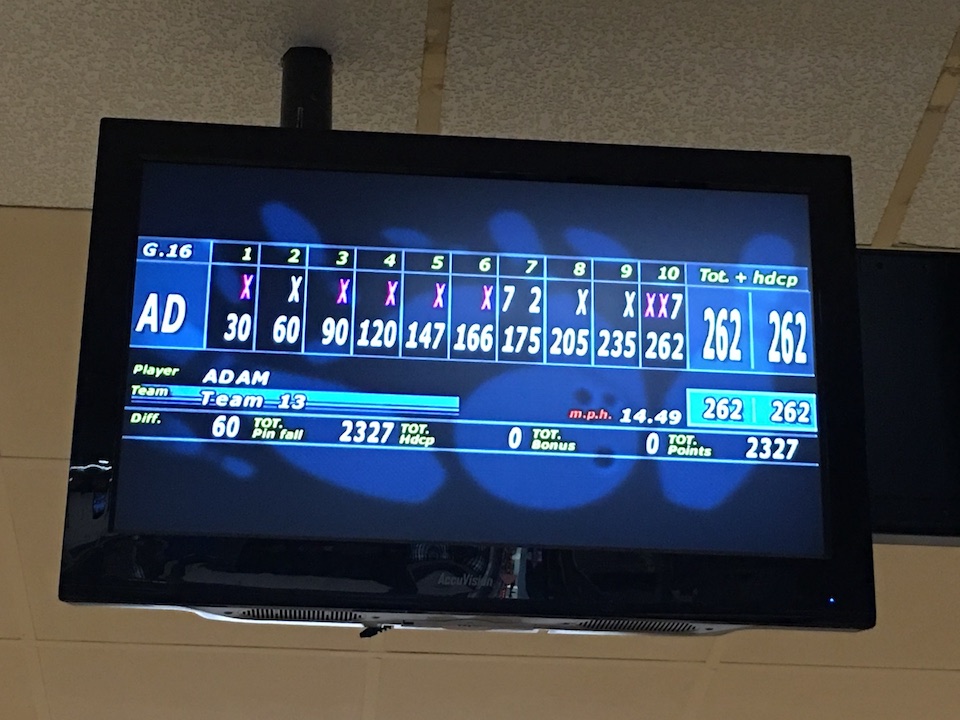 G.16 1 2 3 4 5 6 7 8 9 10 Tot. + hdcp
X X X X X X 7 2 X X XX7
AD 30 60 90 120 147 166 175 205 235 262 262 262
Player ADAM
Team Team 13 m.p.h. 14.49 262 262
Diff. 60 TOT. Pin fall 2327 TOT. Hdcp 0 TOT. Bonus 0 TOT. Points 2327
AccuVision